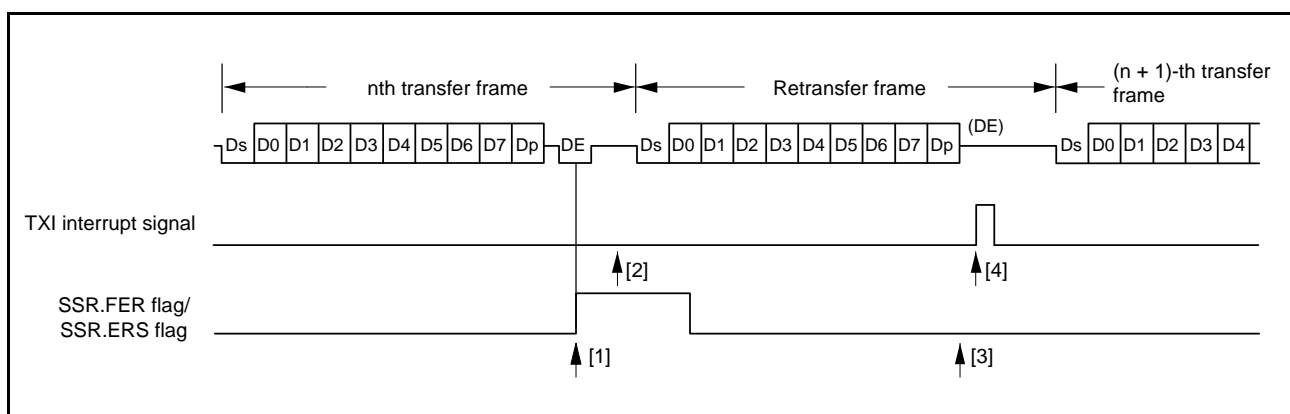 nth transfer frame
Retransfer frame
(n + 1)-th transfer
frame
(DE)
Ds D0 D1 D2 D3 D4 D5 D6 D7 Dp DE Ds D0 D1 D2 D3 D4 D5 D6 D7 Dp Ds D0 D1 D2 D3 D4
TXI interrupt signal
[2] [4]
SSR.FER flag/
SSR.ERS flag
[1] [3]